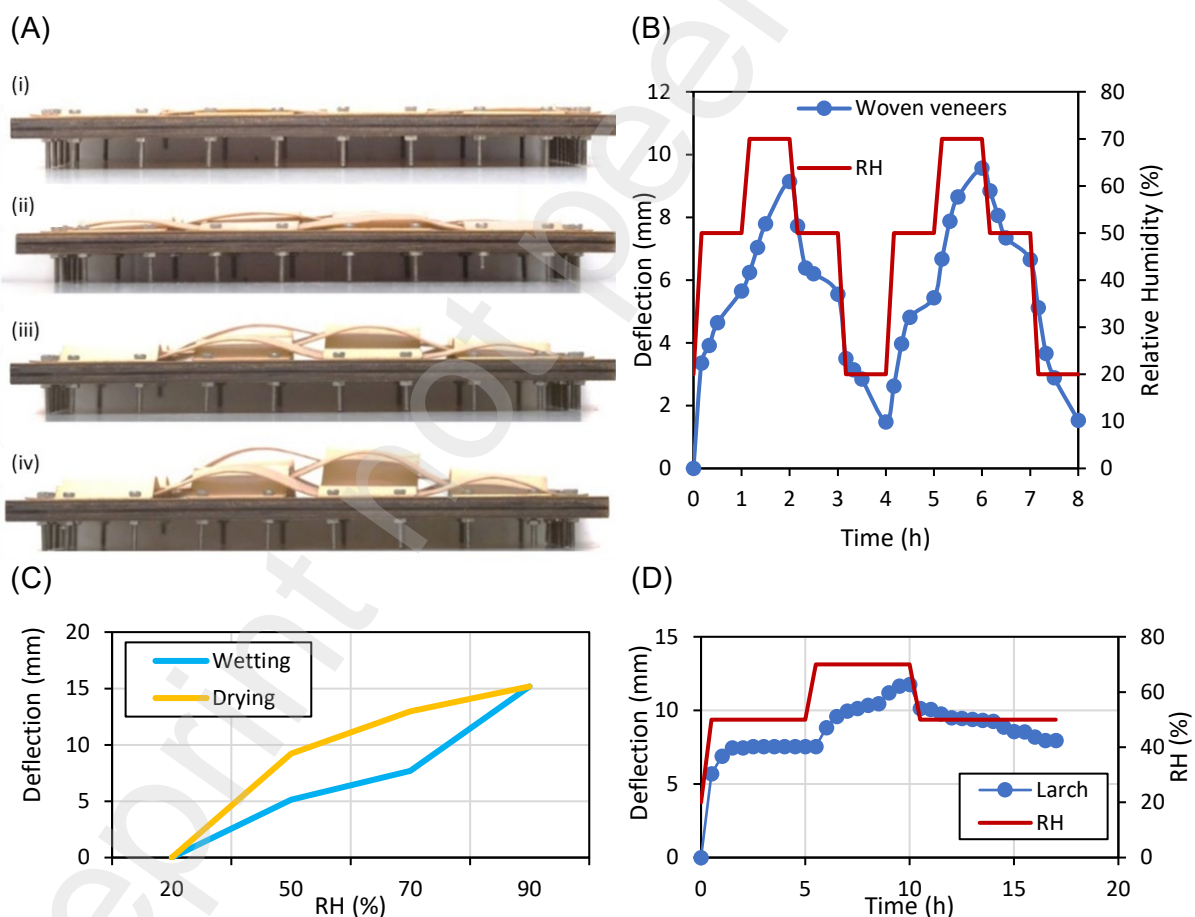 (A)
(i)
(ii)
(iii)
(iv)
(B)
Deflection (mm)
12
10
8
6
4
2
0
Woven veneers
RH
80
70
60
50
40
30
20
10
0
Relative Humidity (%)
0 1 2 3 4 5 6 7 8
Time (h)
(C)
Deflection (mm)
20
15
10
5
0
Wetting
Drying
20 50 70 90
RH (%)
(D)
Deflection (mm)
15
10
5
0
Larch
RH
80
60
40
20
0
RH (%)
0 5 10 15 20
Time (h)
eprint not peer